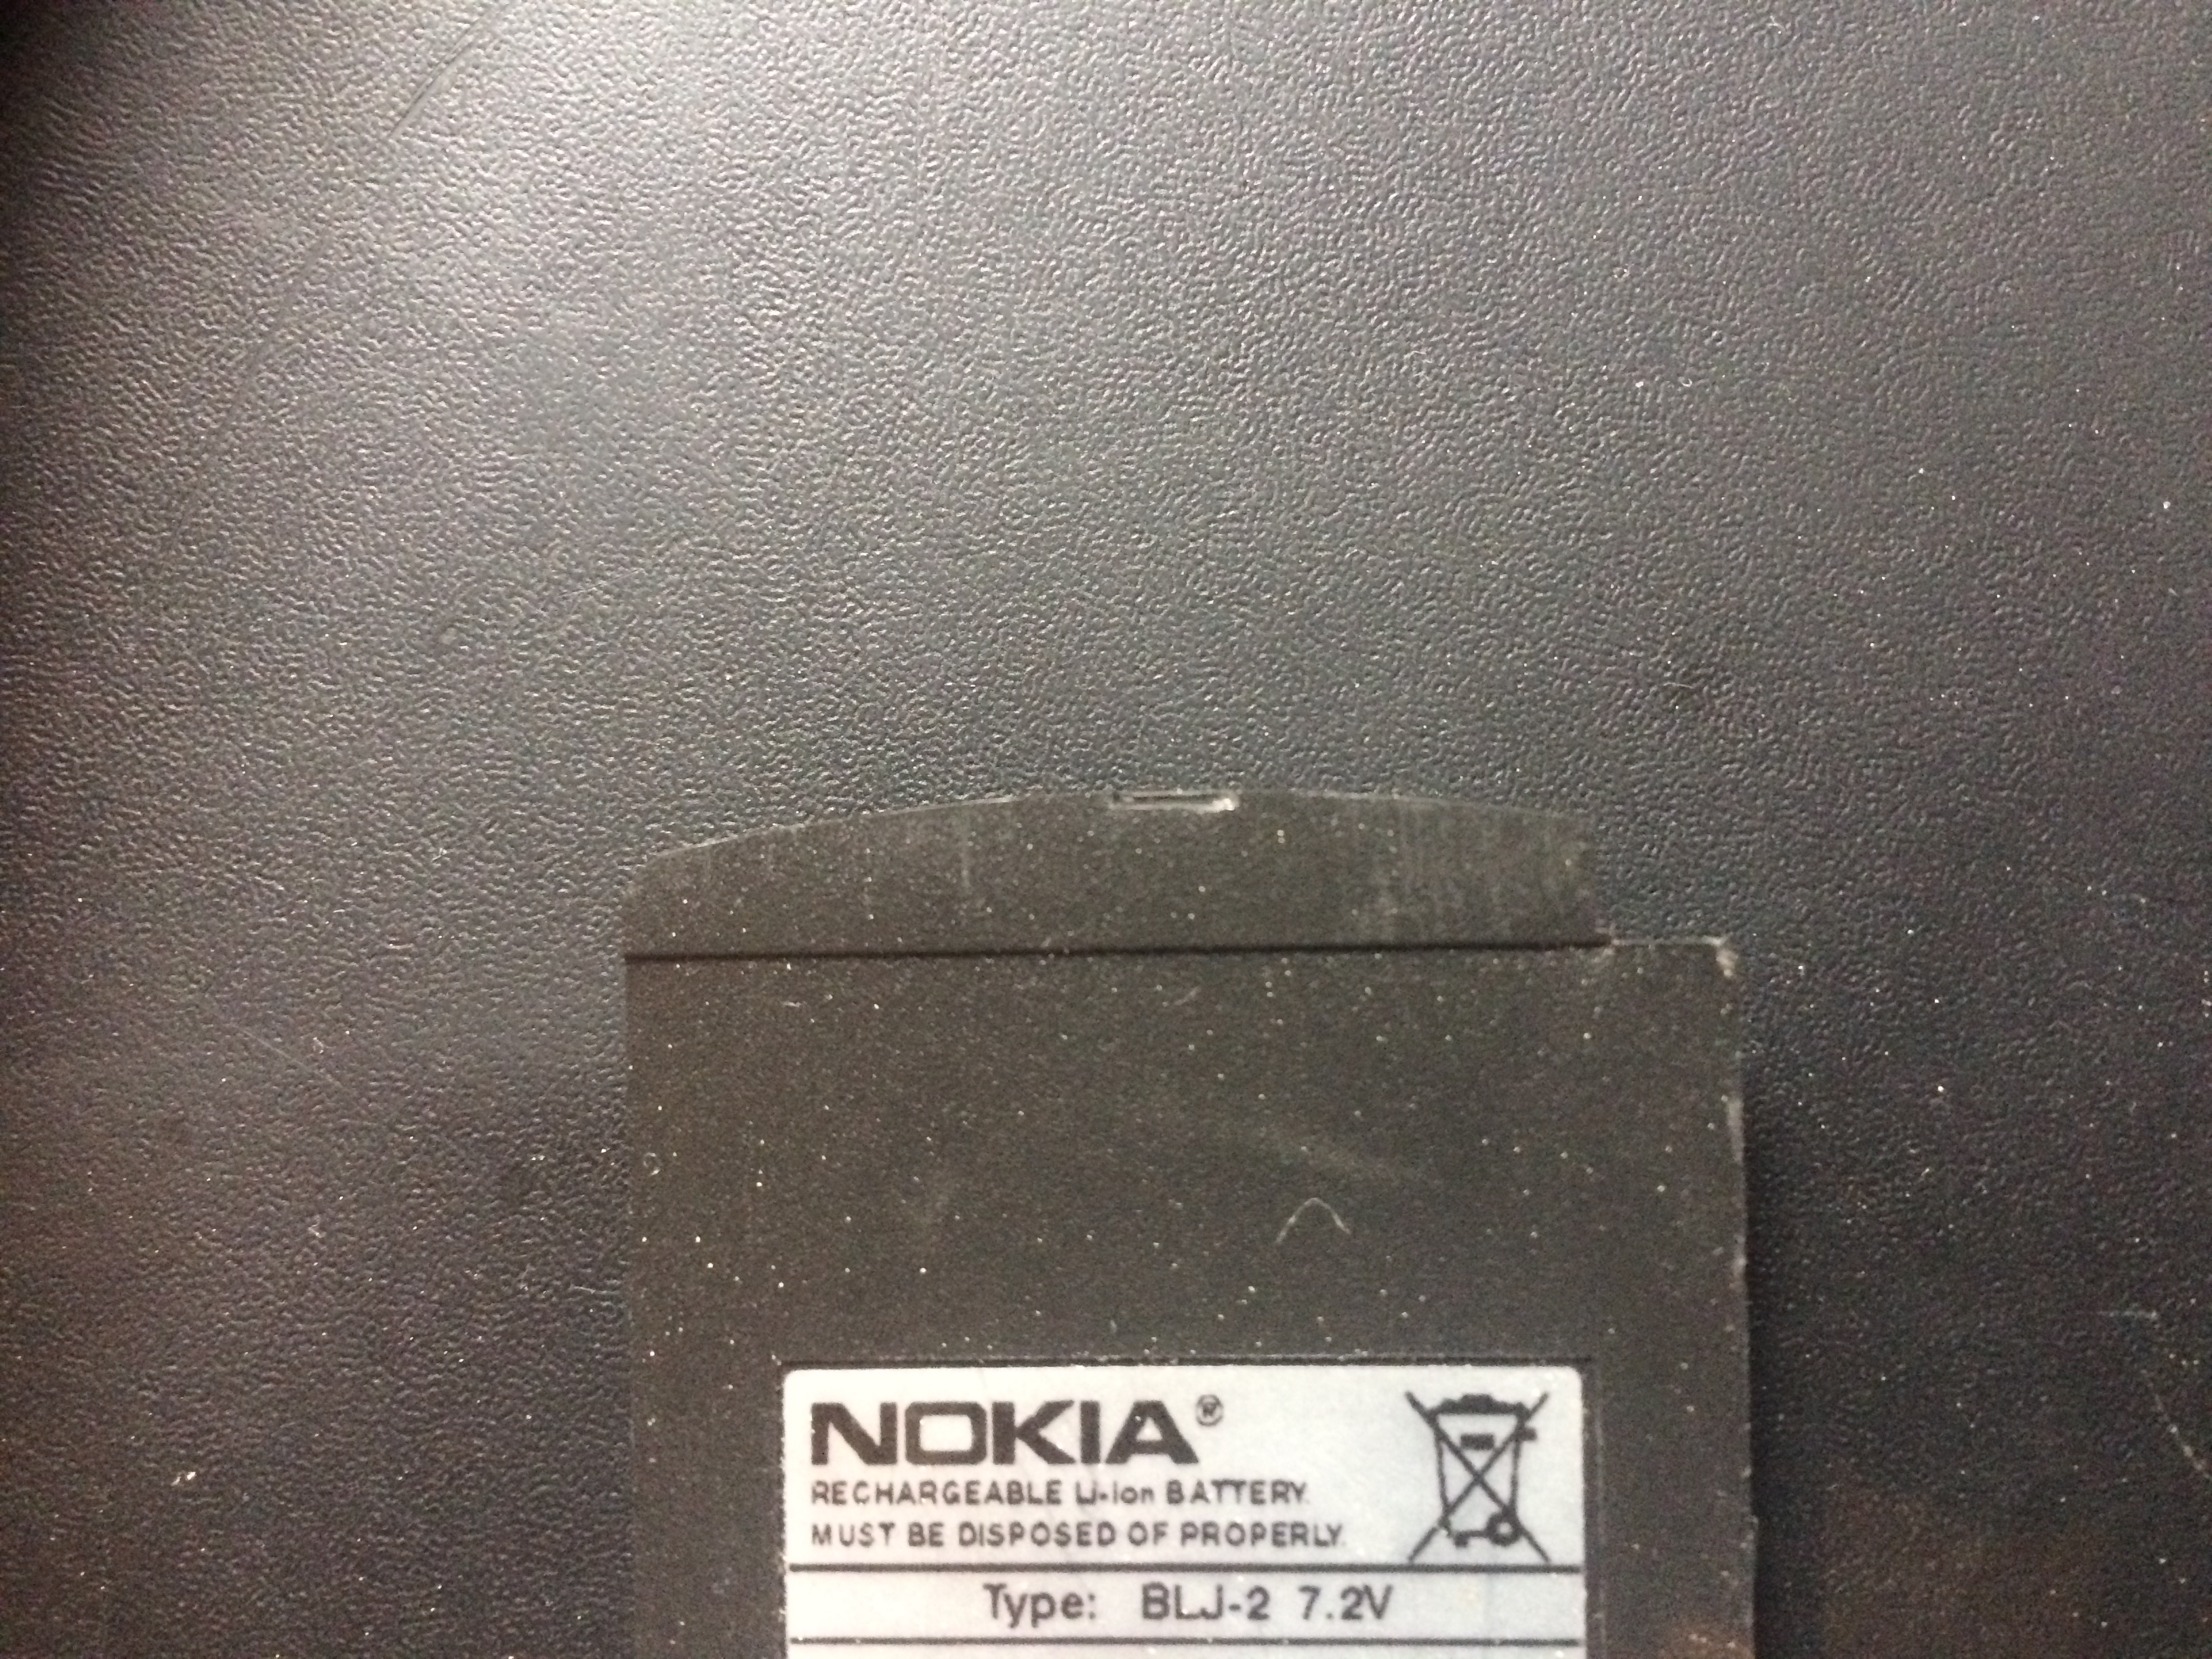 NOKIA®
RECHARGEABLE Li-Ion BATTERY.
MUST BE DISPOSED OF PROPERLY.
Type: BLJ-2 7.2V